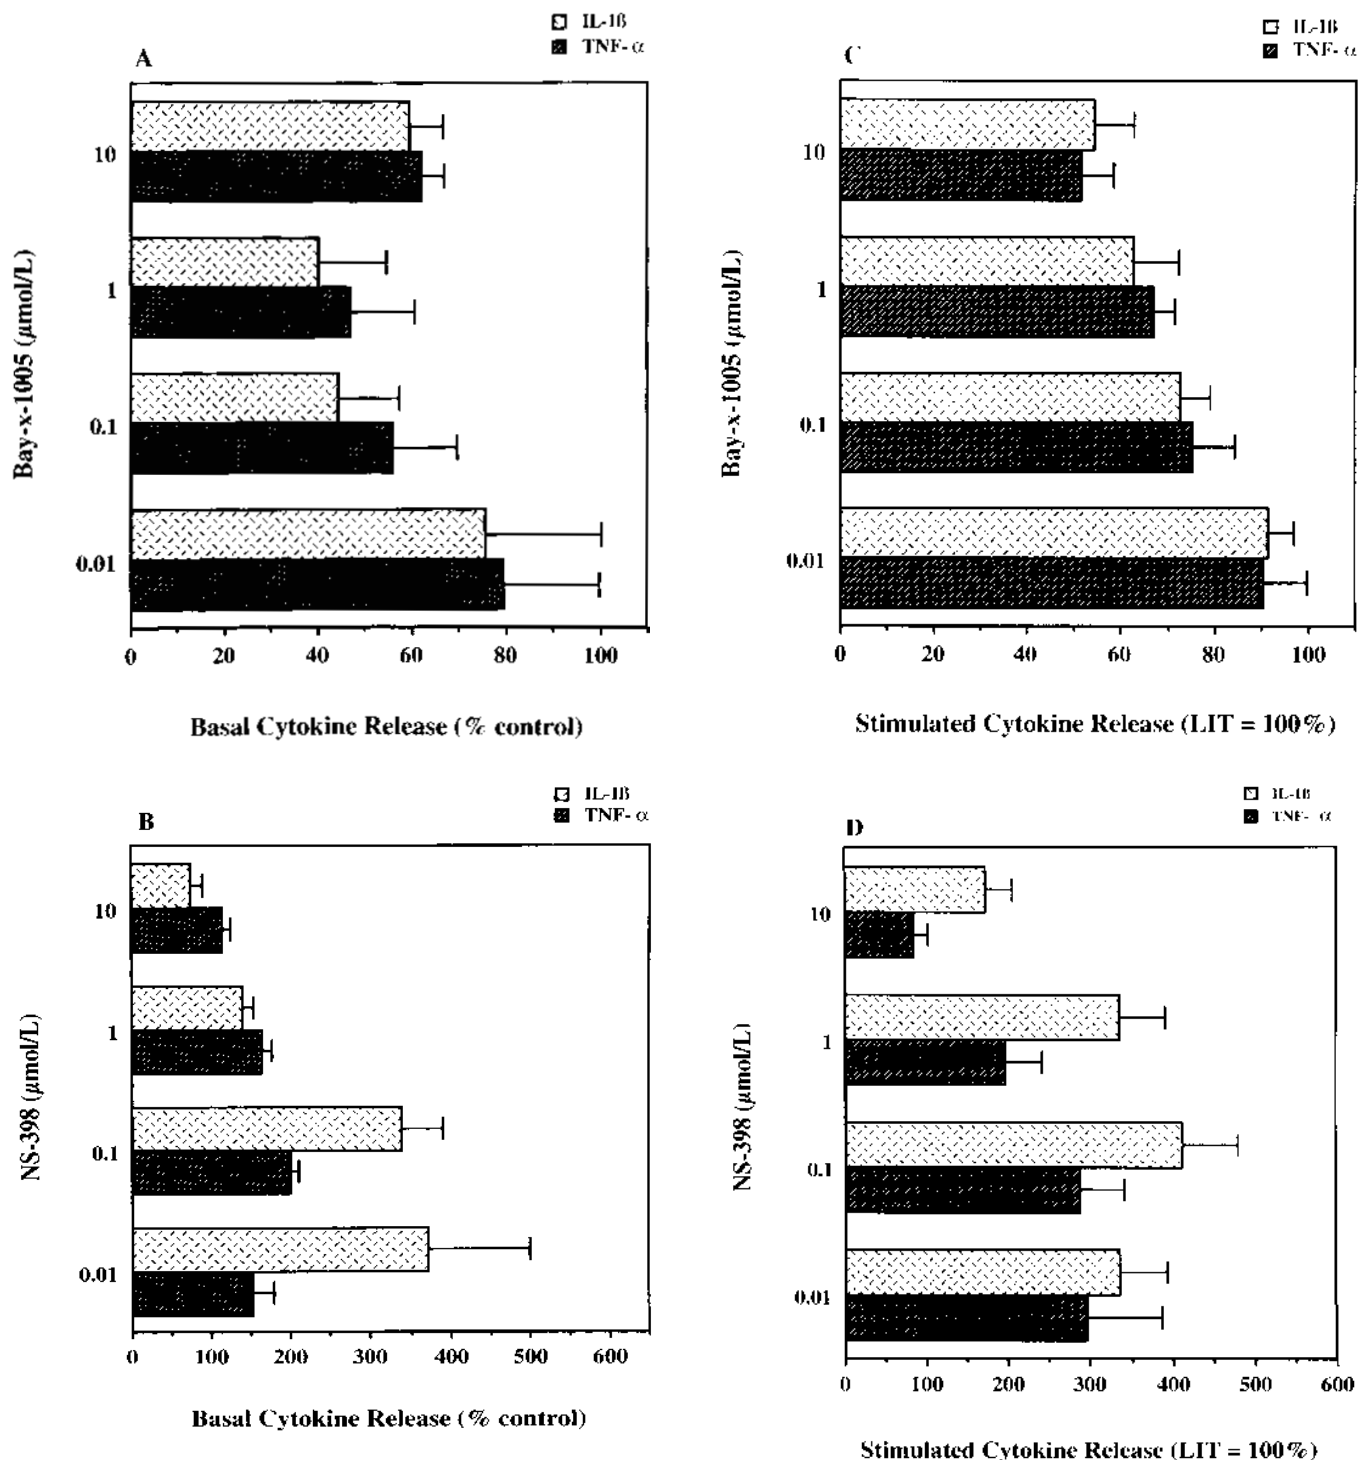 IL-1ß
TNF- α
A
10
1
0.1
0.01
Bay-x-1005 (µmol/L)
0 20 40 60 80 100
Basal Cytokine Release (% control)
IL-1ß
TNF- α
C
10
1
0.1
0.01
Bay-x-1005 (µmol/L)
0 20 40 60 80 100
Stimulated Cytokine Release (LIT = 100%)
IL-1ß
TNF- α
B
10
1
0.1
0.01
NS-398 (µmol/L)
0 100 200 300 400 500 600
Basal Cytokine Release (% control)
IL-1ß
TNF- α
D
10
1
0.1
0.01
NS-398 (µmol/L)
0 100 200 300 400 500 600
Stimulated Cytokine Release (LIT = 100%)